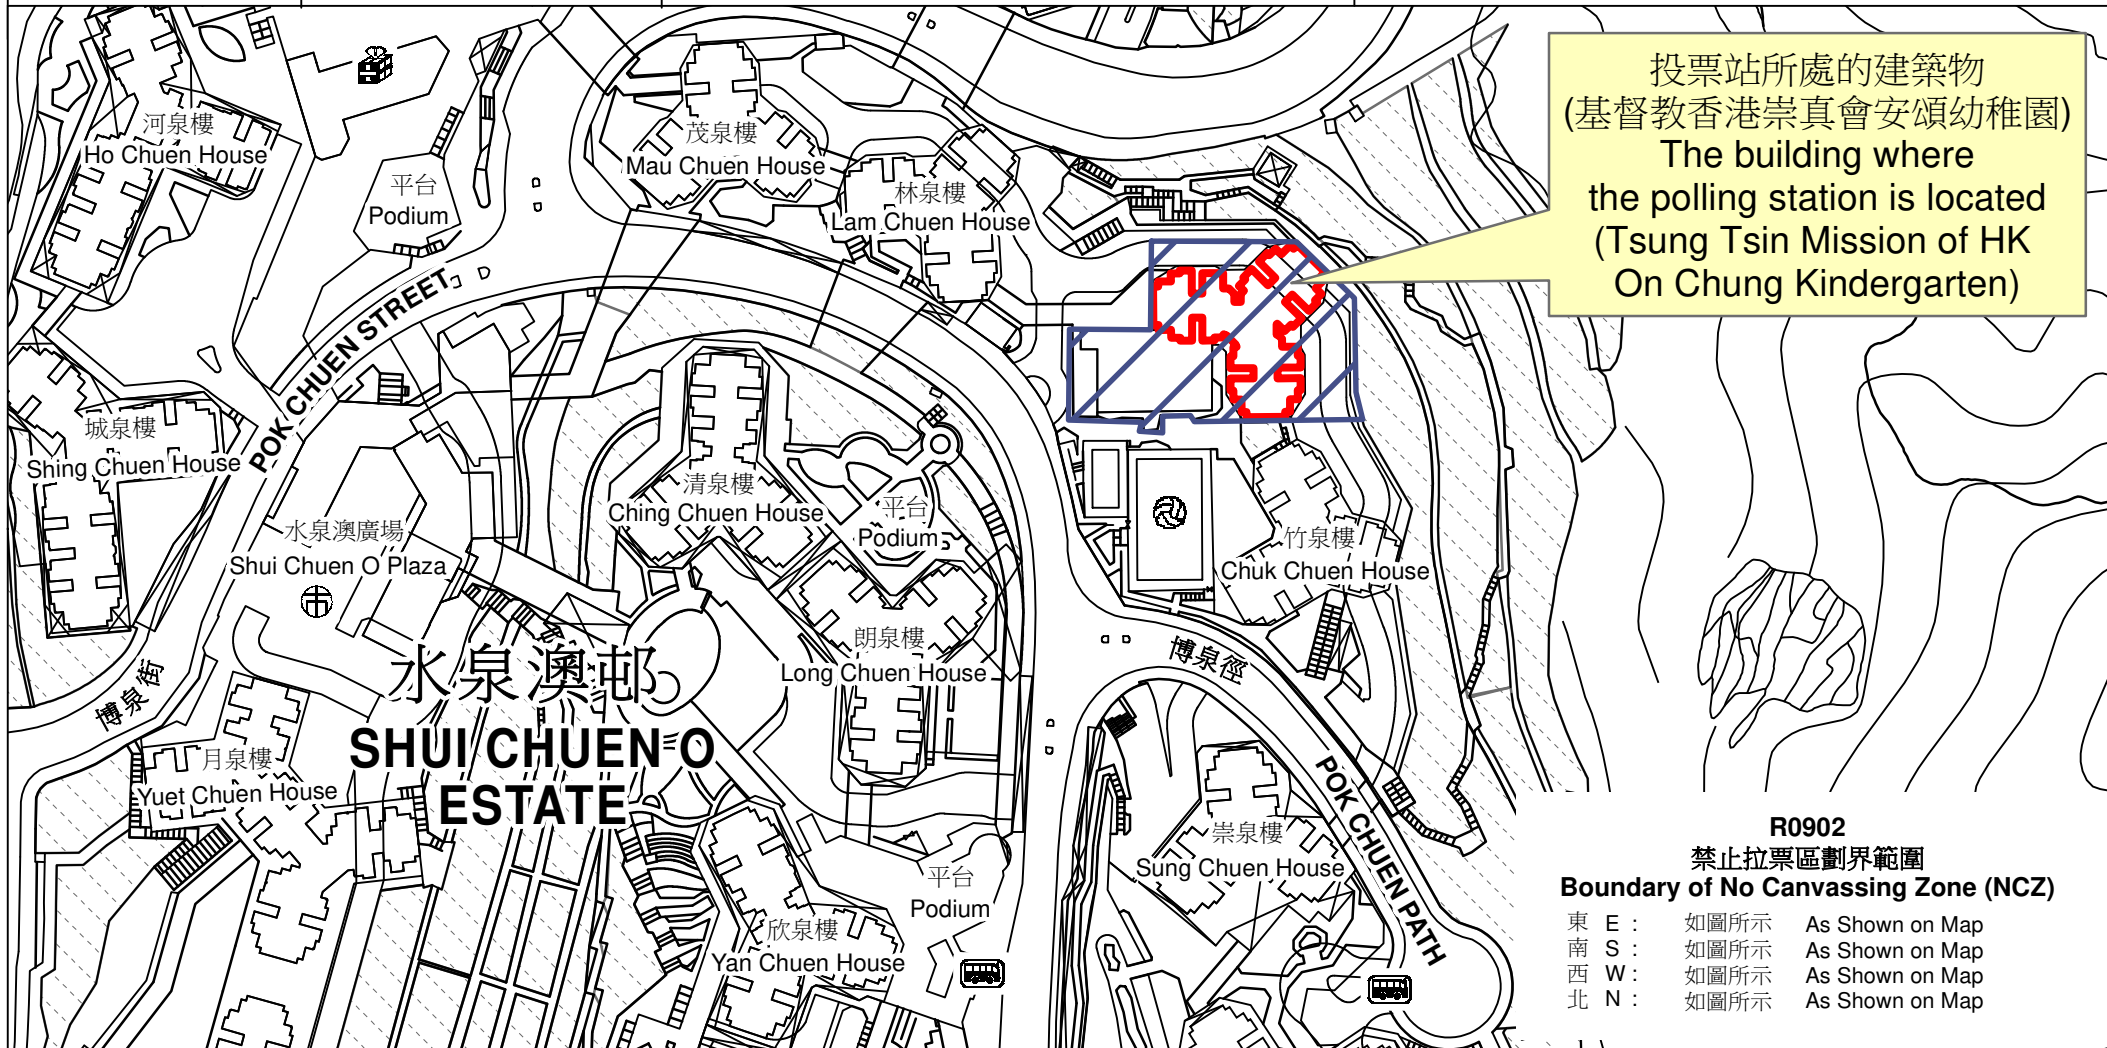 投票站所處的建築物
(基督教香港崇真會安頌幼稚園)
The building where
the polling station is located
(Tsung Tsin Mission of HK
On Chung Kindergarten)
河泉樓
Ho Chuen House
茂泉樓
Mau Chuen House
平台
Podium
林泉樓
Lam Chuen House
POK CHUEN STREET
城泉樓
Shing Chuen House
清泉樓
Ching Chuen House
平台
Podium
水泉澳廣場
Shui Chuen O Plaza
竹泉樓
Chuk Chuen House
朗泉樓
Long Chuen House
博泉徑
博泉街
水泉澳邨
SHUI CHUEN O
ESTATE
月泉樓
Yuet Chuen House
崇泉樓
Sung Chuen House
POK CHUEN PATH
平台
Podium
欣泉樓
Yan Chuen House
R0902
禁止拉票區劃界範圍
Boundary of No Canvassing Zone (NCZ)
東 E : 如圖所示 As Shown on Map
南 S : 如圖所示 As Shown on Map
西 W : 如圖所示 As Shown on Map
北 N : 如圖所示 As Shown on Map